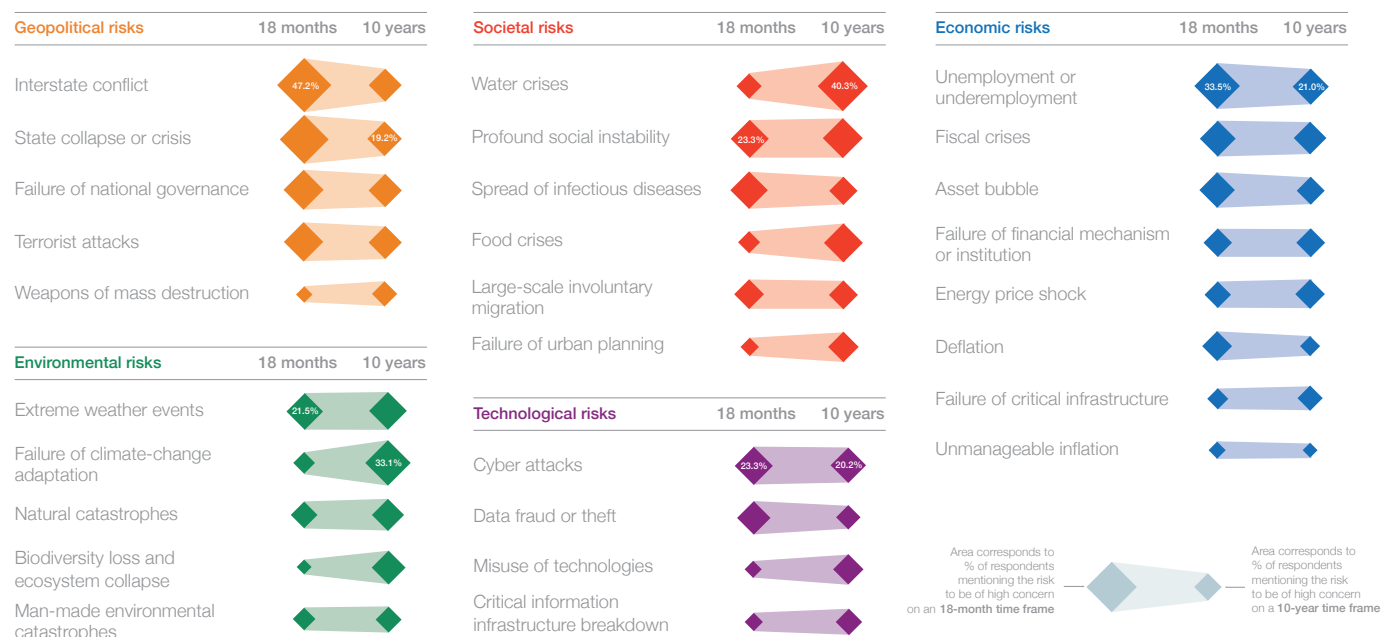 Geopolitical risks 18 months 10 years
Interstate conflict 47.2%
State collapse or crisis 19.2%
Failure of national governance
Terrorist attacks
Weapons of mass destruction
Environmental risks 18 months 10 years
Extreme weather events 21.5%
Failure of climate-change
adaptation 33.1%
Natural catastrophes
Biodiversity loss and
ecosystem collapse
Man-made environmental
catastrophes
Societal risks 18 months 10 years
Water crises 40.3%
Profound social instability 23.3%
Spread of infectious diseases
Food crises
Large-scale involuntary
migration
Failure of urban planning
Technological risks 18 months 10 years
Cyber attacks 23.3% 20.2%
Data fraud or theft
Misuse of technologies
Critical information
infrastructure breakdown
Economic risks 18 months 10 years
Unemployment or
underemployment 33.5% 21.0%
Fiscal crises
Asset bubble
Failure of financial mechanism
or institution
Energy price shock
Deflation
Failure of critical infrastructure
Unmanageable inflation
Area corresponds to
% of respondents
mentioning the risk
to be of high concern
on an 18-month time frame
Area corresponds to
% of respondents
mentioning the risk
to be of high concern
on a 10-year time frame